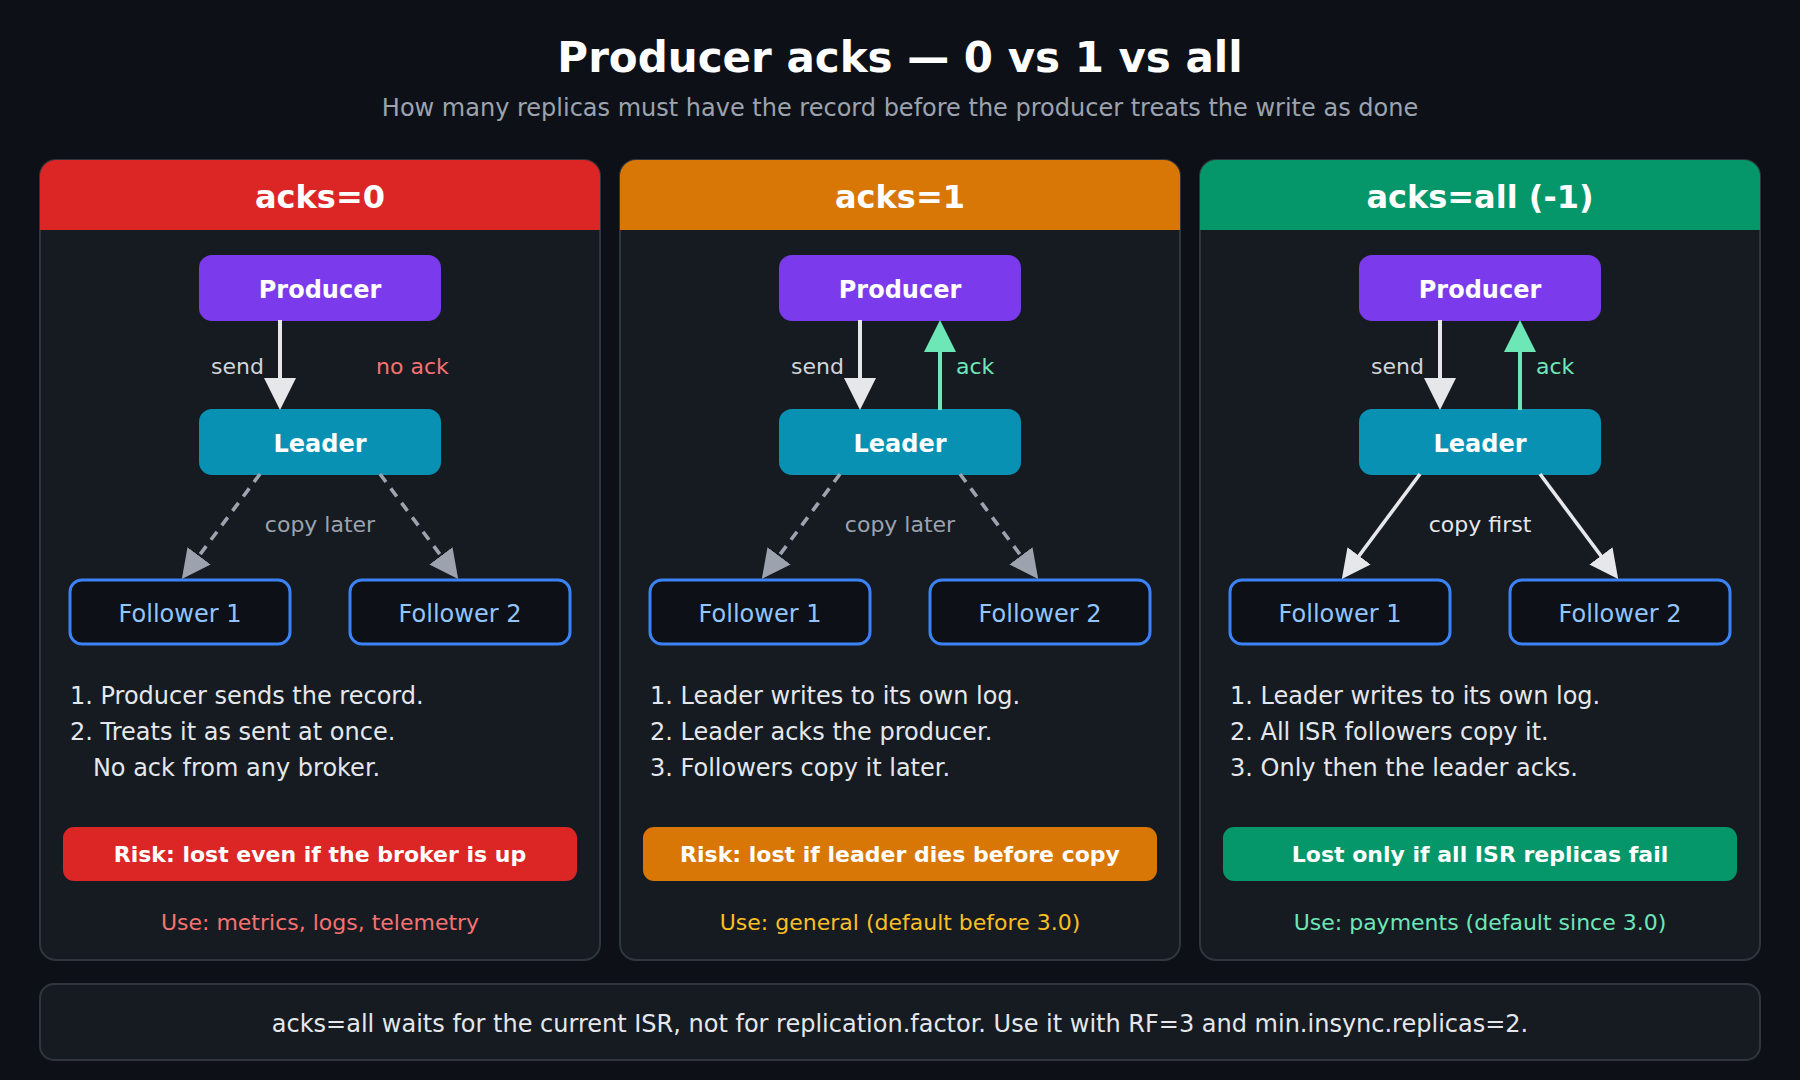 Producer acks — 0 vs 1 vs all
How many replicas must have the record before the producer treats the write as done
acks=0
Producer
send
no ack
Leader
copy later
Follower 1
Follower 2
1. Producer sends the record.
2. Treats it as sent at once.
No ack from any broker.
Risk: lost even if the broker is up
Use: metrics, logs, telemetry
acks=1
Producer
send
ack
Leader
copy later
Follower 1
Follower 2
1. Leader writes to its own log.
2. Leader acks the producer.
3. Followers copy it later.
Risk: lost if leader dies before copy
Use: general (default before 3.0)
acks=all (-1)
Producer
send
ack
Leader
copy first
Follower 1
Follower 2
1. Leader writes to its own log.
2. All ISR followers copy it.
3. Only then the leader acks.
Lost only if all ISR replicas fail
Use: payments (default since 3.0)
acks=all waits for the current ISR, not for replication.factor. Use it with RF=3 and min.insync.replicas=2.